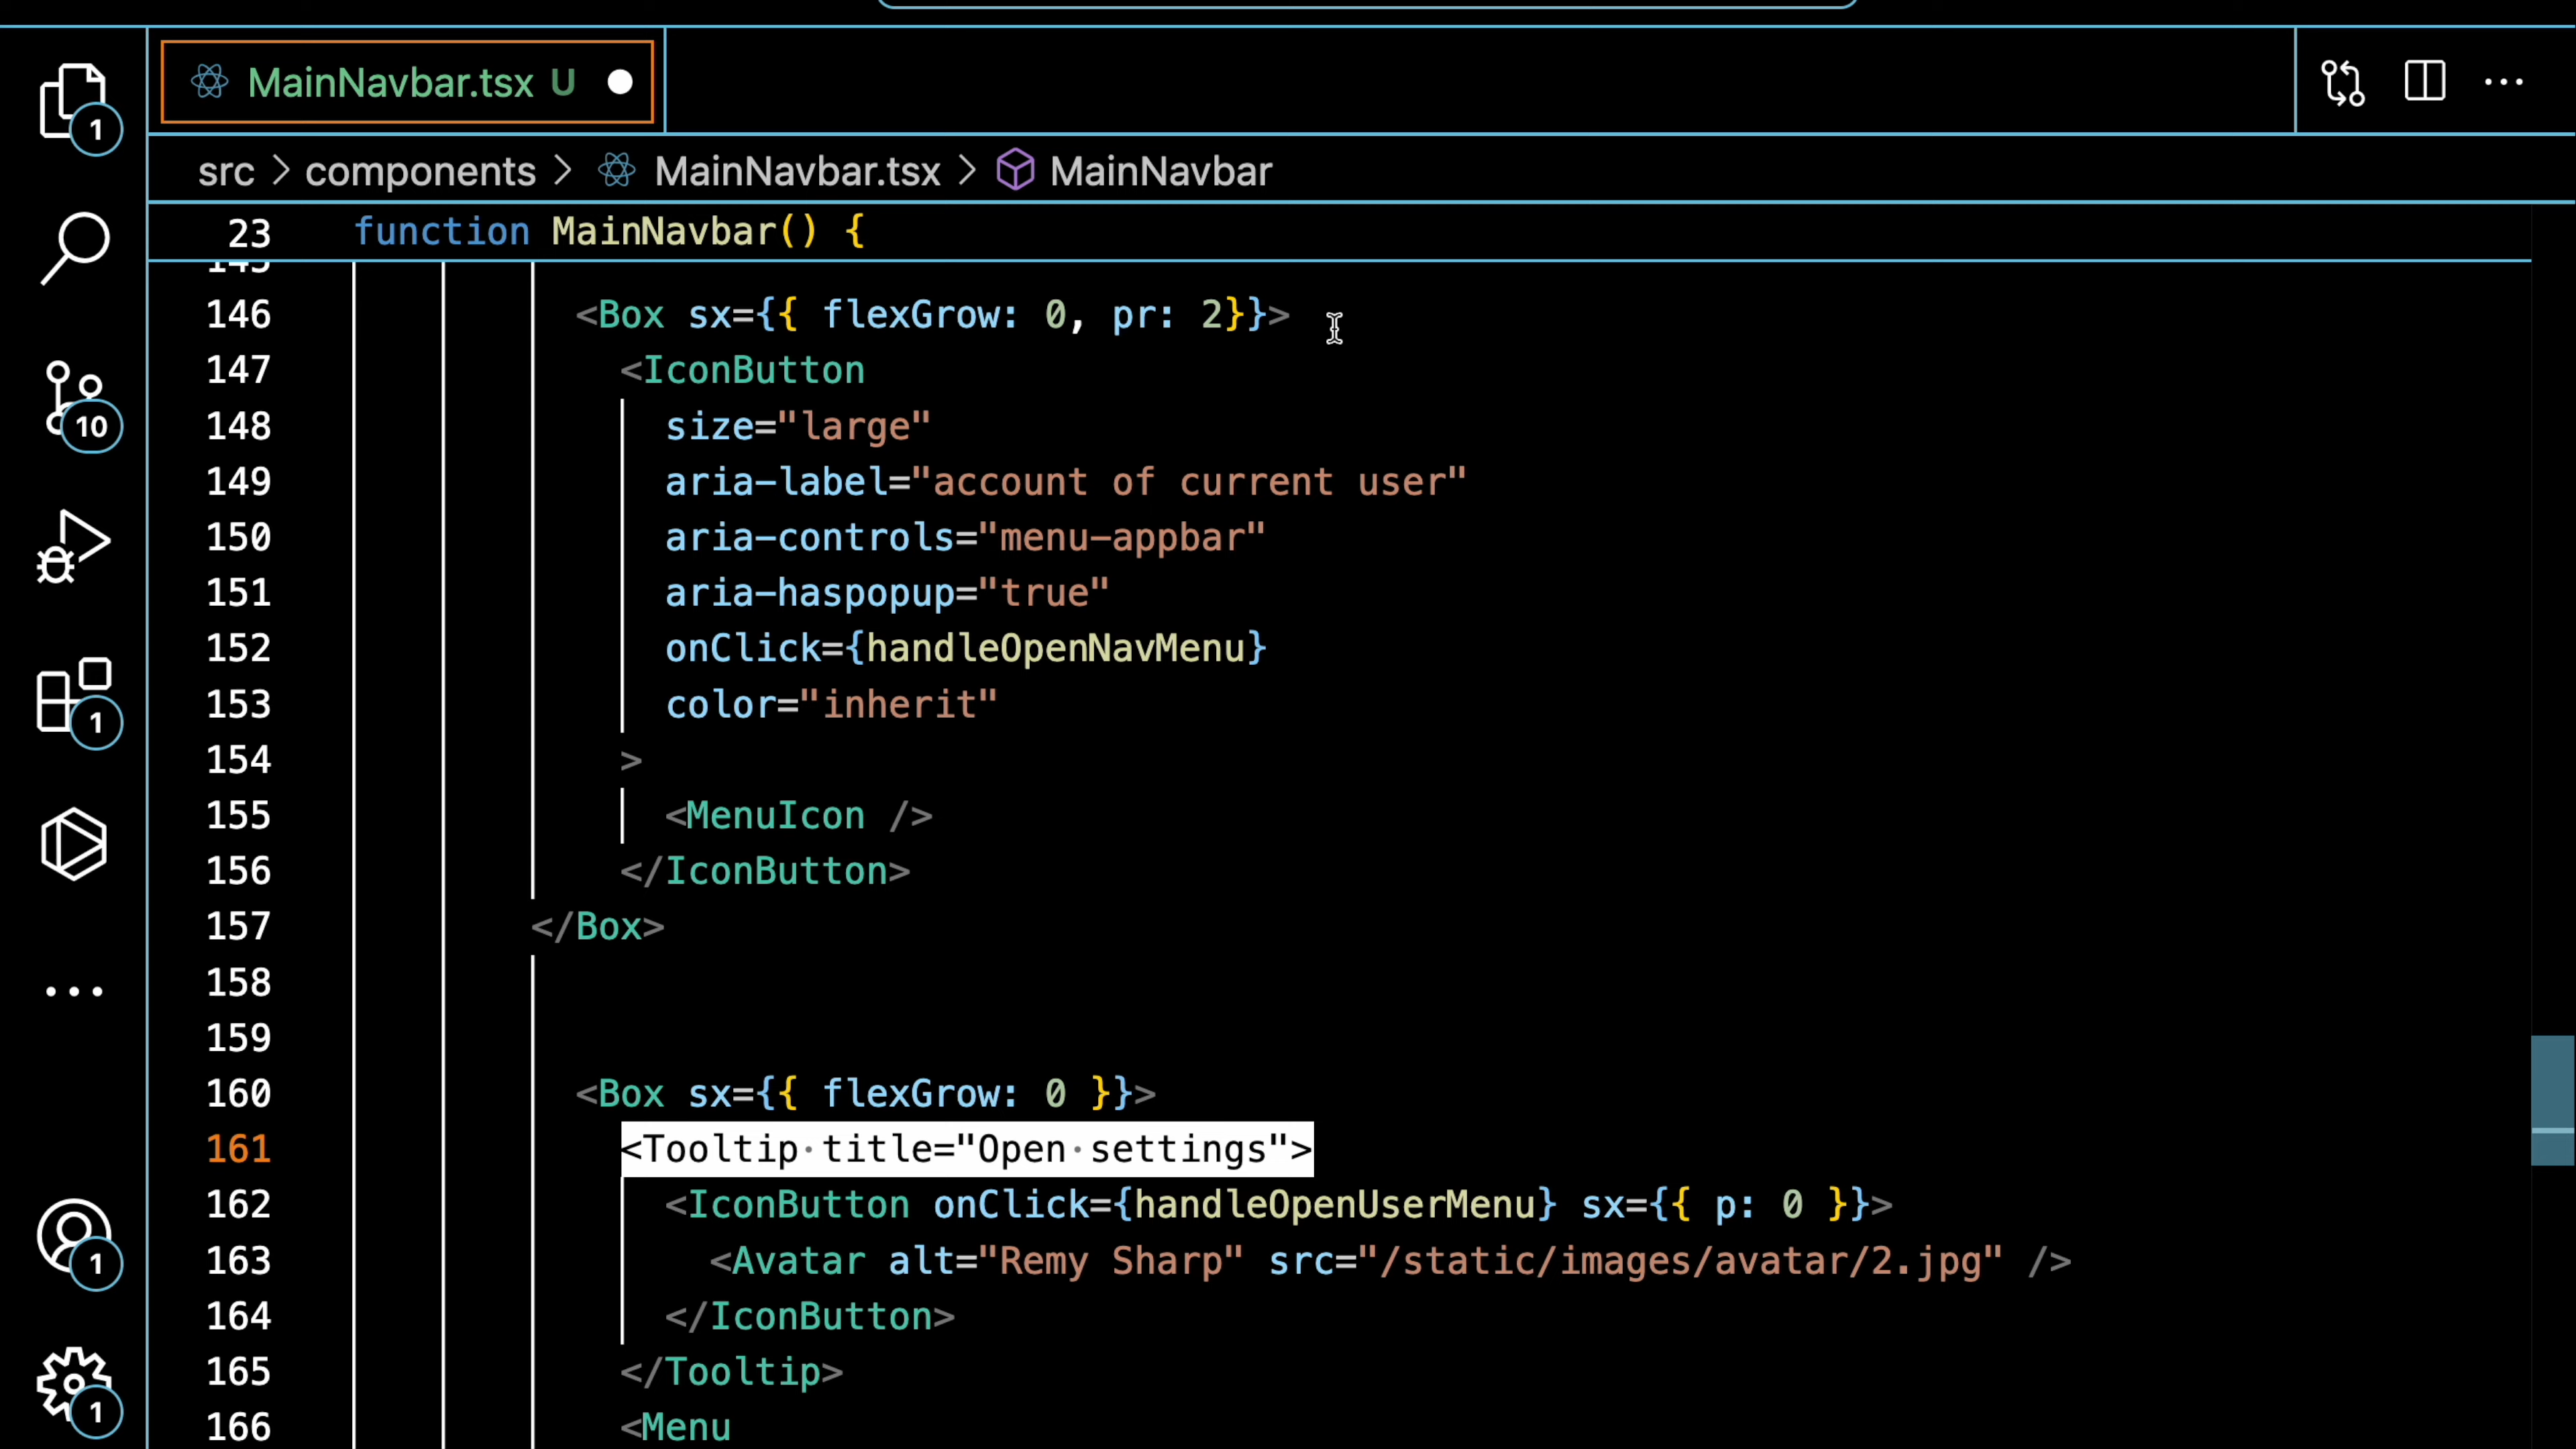 MainNavbar.tsx U
src > components > MainNavbar.tsx > MainNavbar
23 function MainNavbar() {
146 <Box sx={{ flexGrow: 0, pr: 2}}>
147 <IconButton
148 size="large"
149 aria-label="account of current user"
150 aria-controls="menu-appbar"
151 aria-haspopup="true"
152 onClick={handleOpenNavMenu}
153 color="inherit"
154 >
155 <MenuIcon />
156 </IconButton>
157 </Box>
158
159
160 <Box sx={{ flexGrow: 0 }}>
161 <Tooltip·title="Open·settings">
162 <IconButton onClick={handleOpenUserMenu} sx={{ p: 0 }}>
163 <Avatar alt="Remy Sharp" src="/static/images/avatar/2.jpg" />
164 </IconButton>
165 </Tooltip>
166 <Menu
1
10
1
1
1